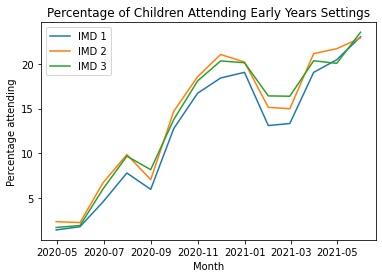 Percentage of Children Attending Early Years Settings
IMD 1
IMD 2
IMD 3
Percentage attending
20
15
10
5
2020-05 2020-07 2020-09 2020-11 2021-01 2021-03 2021-05
Month